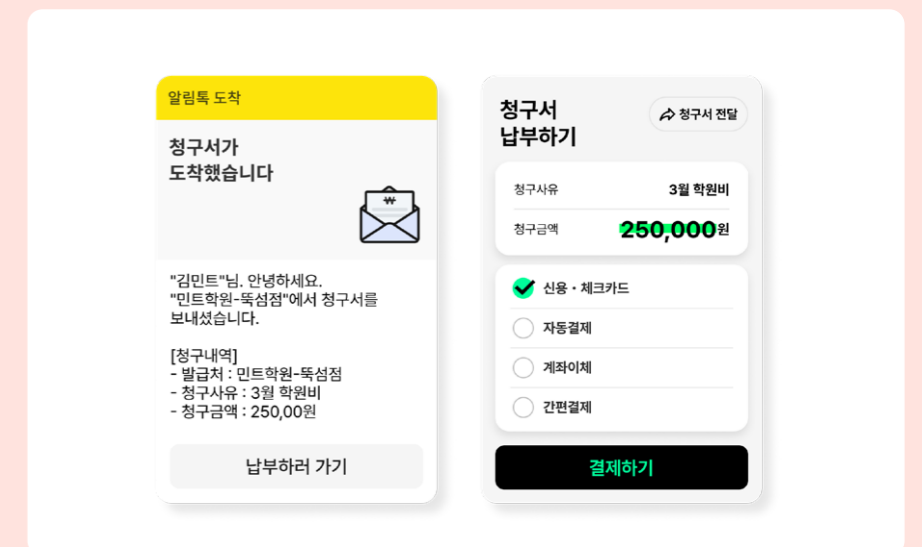 알림톡 도착
청구서가
도착했습니다
₩
"김민트"님. 안녕하세요.
"민트학원-뚝섬점"에서 청구서를
보내셨습니다.
[청구내역]
- 발급처 : 민트학원-뚝섬점
- 청구사유 : 3월 학원비
- 청구금액 : 250,00원
납부하러 가기
청구서
납부하기
청구서 전달
청구사유 3월 학원비
청구금액 250,000원
신용・체크카드
자동결제
계좌이체
간편결제
결제하기